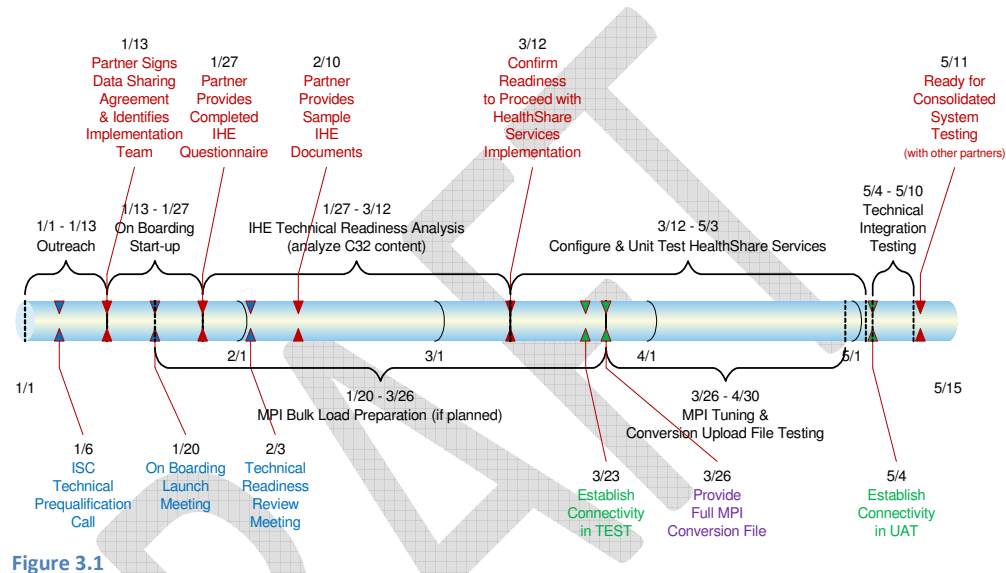 1/13
Partner Signs
Data Sharing
Agreement
& Identifies
Implementation
Team
1/27
Partner
Provides
Completed
IHE
Questionnaire
2/10
Partner
Provides
Sample
IHE
Documents
3/12
Confirm
Readiness
to Proceed with
HealthShare
Services
Implementation
5/11
Ready for
Consolidated
System
Testing
(with other partners)
1/1 - 1/13
Outreach
1/13 - 1/27
On Boarding
Start-up
1/27 - 3/12
IHE Technical Readiness Analysis
(analyze C32 content)
3/12 - 5/3
Configure & Unit Test HealthShare Services
5/4 - 5/10
Technical
Integration
Testing
1/1
2/1
3/1
4/1
5/1
5/15
1/20 - 3/26
MPI Bulk Load Preparation (if planned)
3/26 - 4/30
MPI Tuning &
Conversion Upload File Testing
1/6
ISC
Technical
Prequalification
Call
1/20
On Boarding
Launch
Meeting
2/3
Technical
Readiness
Review
Meeting
3/23
Establish
Connectivity
in TEST
3/26
Provide
Full MPI
Conversion File
5/4
Establish
Connectivity
in UAT
Figure 3.1
DRAFT